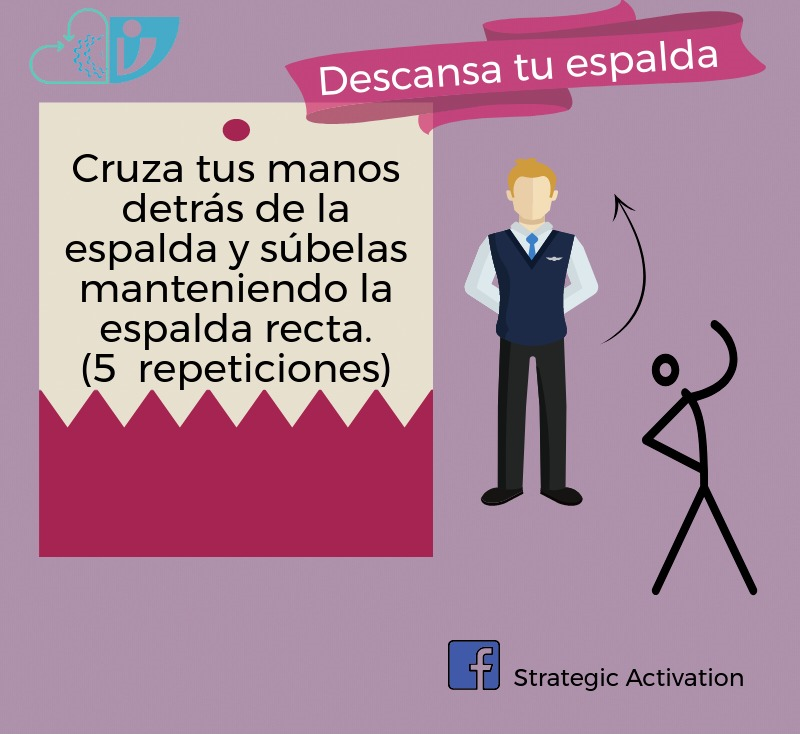 Descansa tu espalda
Cruza tus manos
detrás de la
espalda y súbelas
manteniendo la
espalda recta.
(5 repeticiones)
Strategic Activation